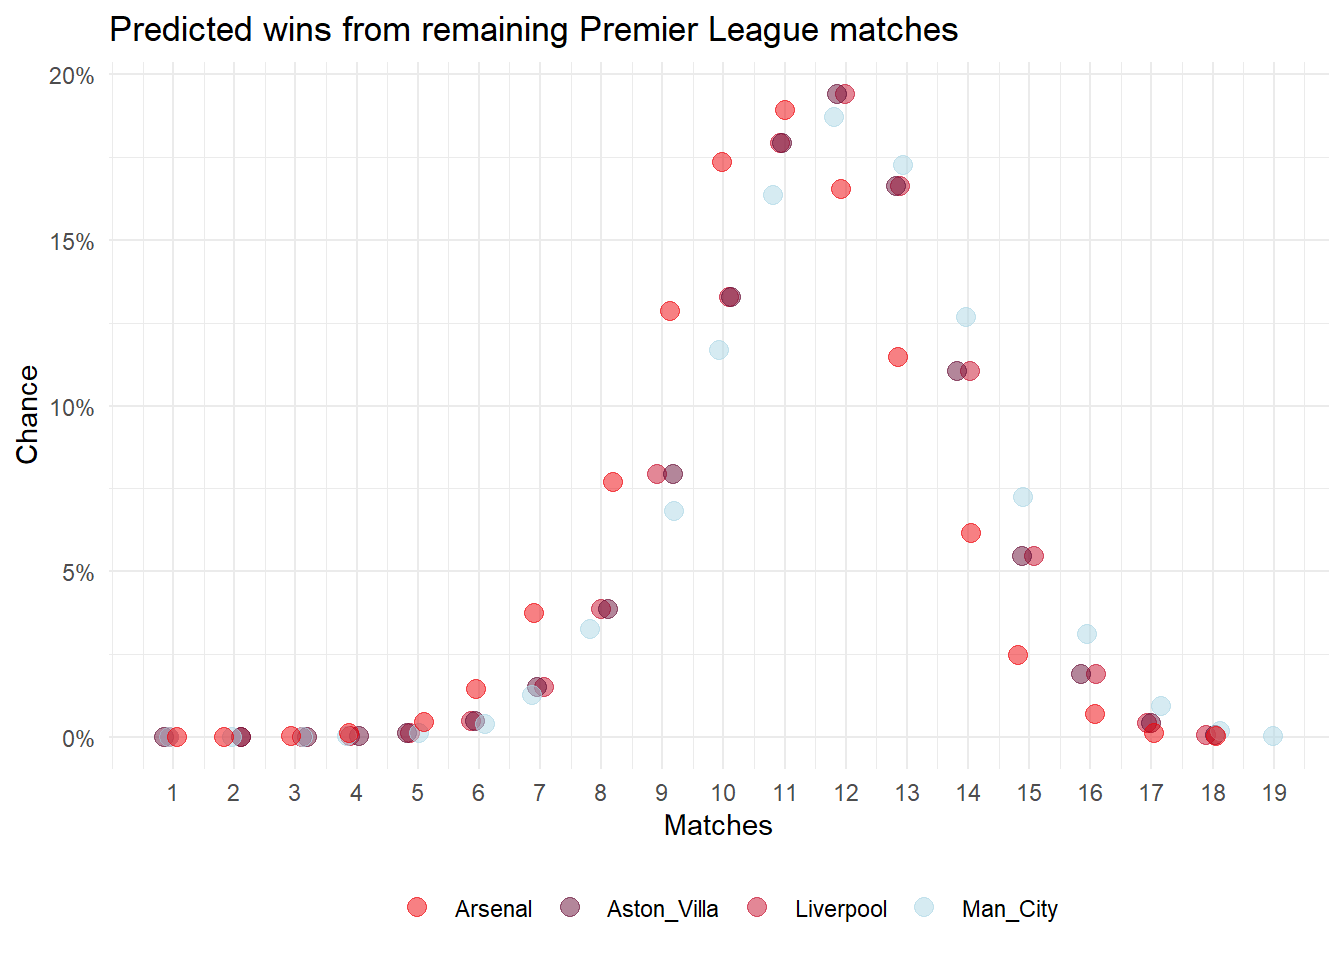 Predicted wins from remaining Premier League matches
20%
15%
10%
5%
0%
Chance
1 2 3 4 5 6 7 8 9 10 11 12 13 14 15 16 17 18 19
Matches
Arsenal Aston_Villa Liverpool Man_City